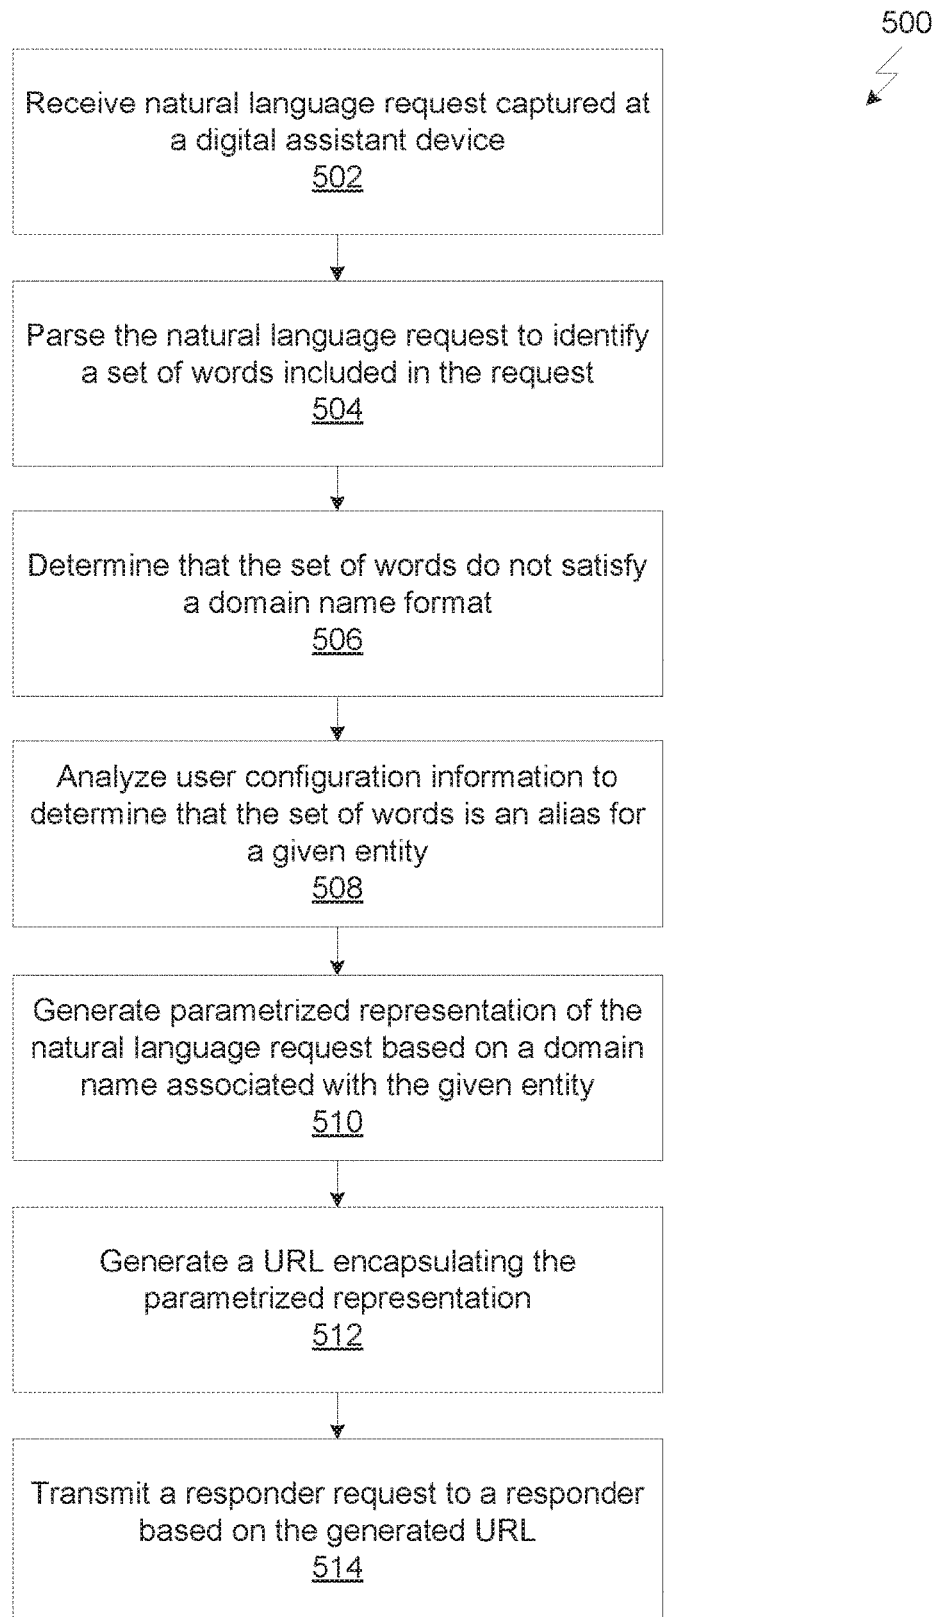 500
Receive natural language request captured at
a digital assistant device
502
Parse the natural language request to identify
a set of words included in the request
504
Determine that the set of words do not satisfy
a domain name format
506
Analyze user configuration information to
determine that the set of words is an alias for
a given entity
508
Generate parametrized representation of the
natural language request based on a domain
name associated with the given entity
510
Generate a URL encapsulating the
parametrized representation
512
Transmit a responder request to a responder
based on the generated URL
514